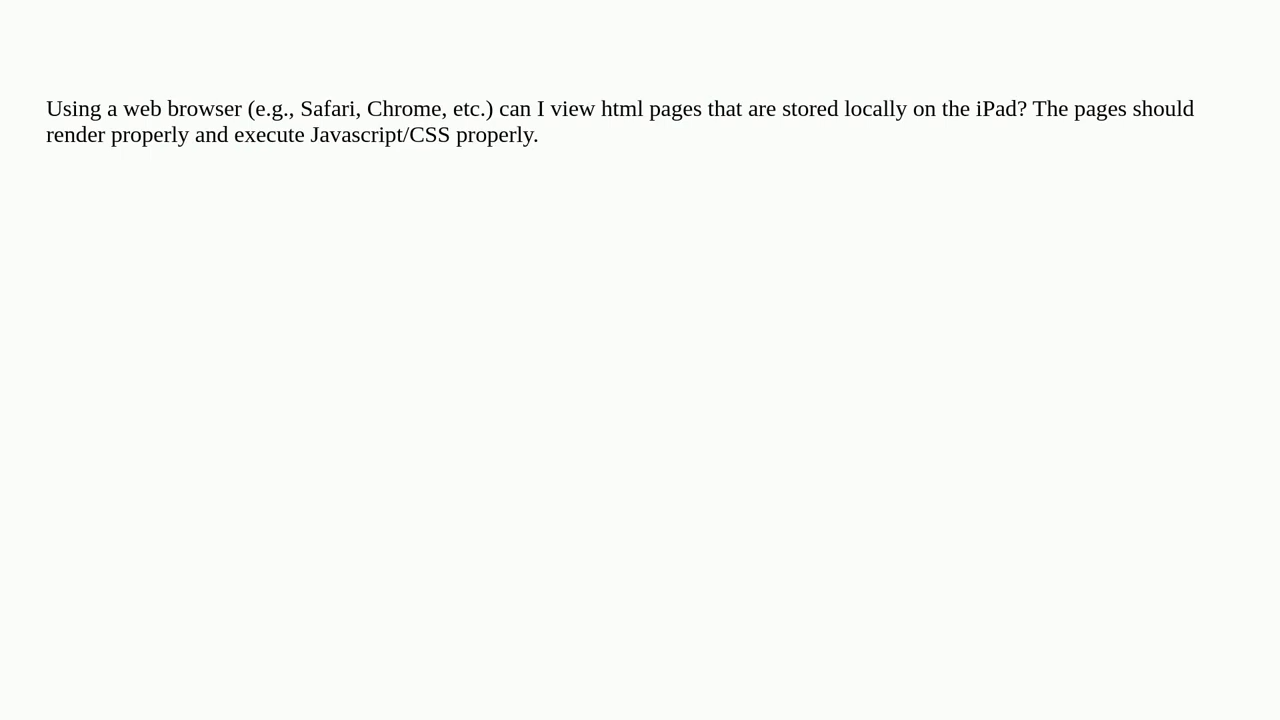 Using a web browser (e.g., Safari, Chrome, etc.) can I view html pages that are stored locally on the iPad? The pages should
render properly and execute Javascript/CSS properly.